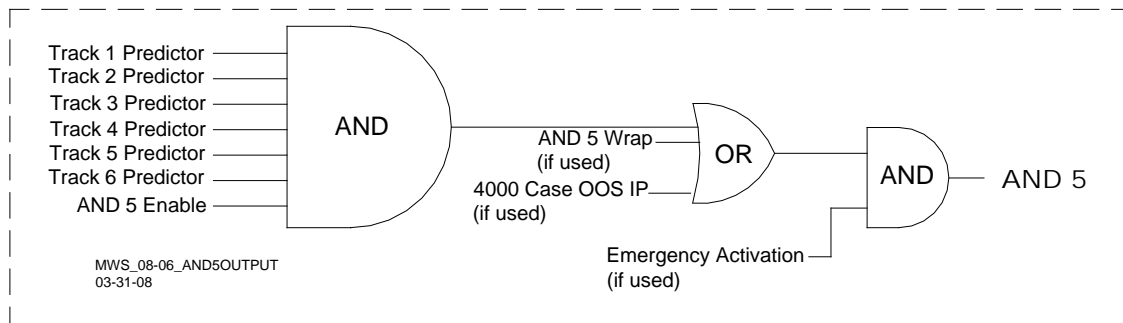 Track 1 Predictor
Track 2 Predictor
Track 3 Predictor
Track 4 Predictor
Track 5 Predictor
Track 6 Predictor
AND 5 Enable
AND
AND 5 Wrap
(if used)
4000 Case OOS IP
(if used)
OR
Emergency Activation
(if used)
AND
AND 5
MWS_08-06_AND5OUTPUT
03-31-08